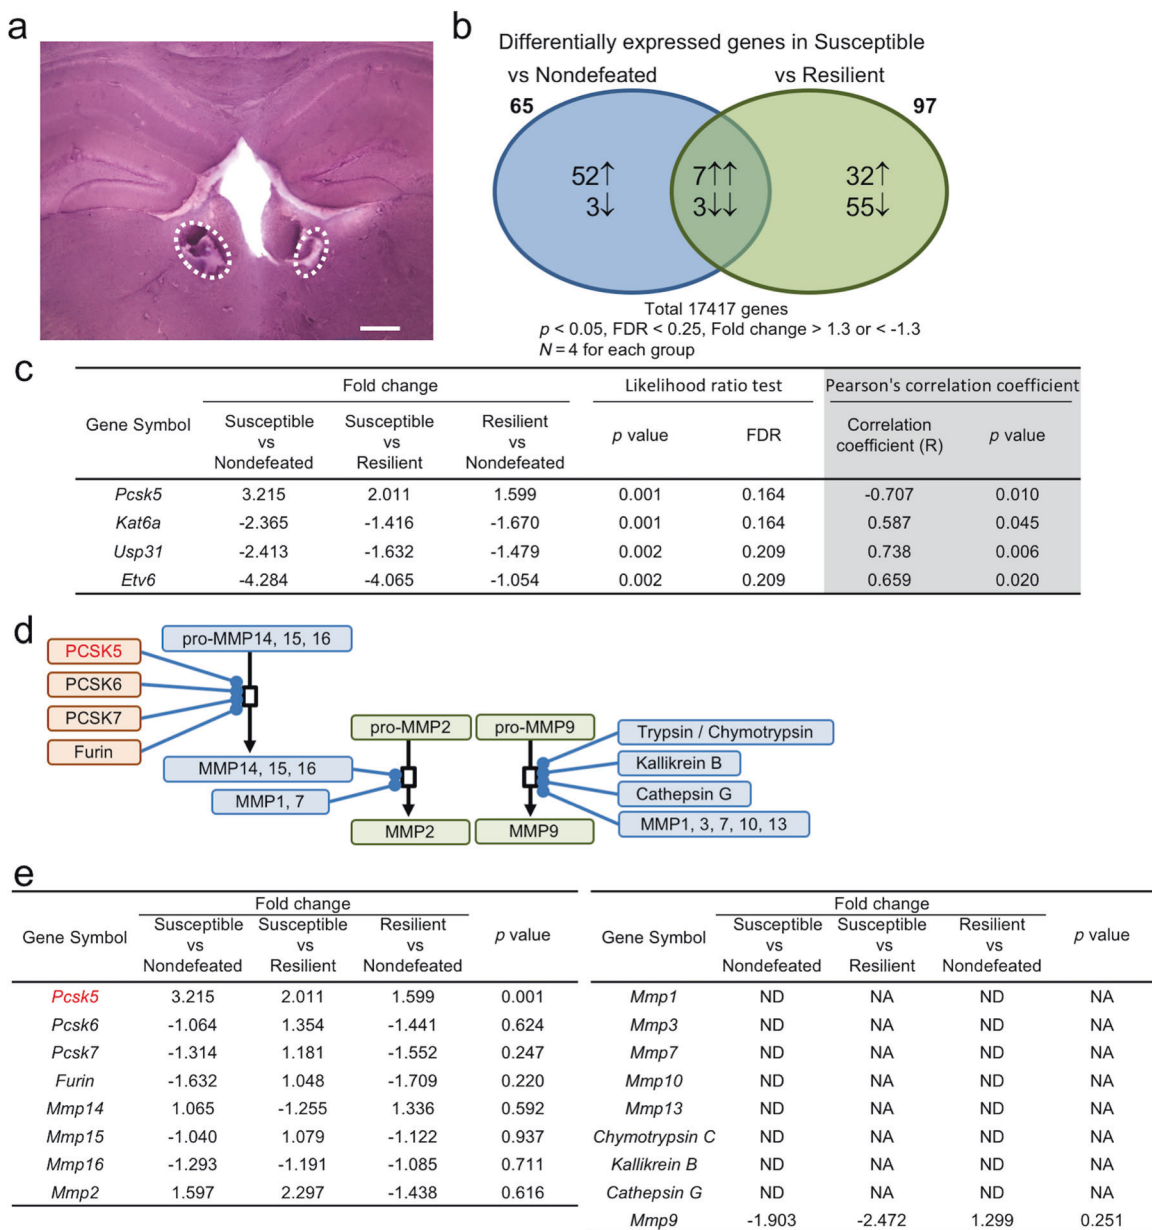 a
b
Differentially expressed genes in Susceptible
vs Nondefeated
vs Resilient
65
97
52↑
3↓
7↑↑
3↓↓
32↑
55↓
Total 17417 genes
p < 0.05, FDR < 0.25, Fold change > 1.3 or < -1.3
N = 4 for each group
c
Fold change Likelihood ratio test Pearson's correlation coefficient
Gene Symbol Susceptible vs Nondefeated Susceptible vs Resilient Resilient vs Nondefeated p value FDR Correlation coefficient (R) p value
Pcsk5 3.215 2.011 1.599 0.001 0.164 -0.707 0.010
Kat6a -2.365 -1.416 -1.670 0.001 0.164 0.587 0.045
Usp31 -2.413 -1.632 -1.479 0.002 0.209 0.738 0.006
Etv6 -4.284 -4.065 -1.054 0.002 0.209 0.659 0.020
d
PCSK5
PCSK6
PCSK7
Furin
pro-MMP14, 15, 16
MMP14, 15, 16
MMP1, 7
pro-MMP2
MMP2
pro-MMP9
MMP9
Trypsin / Chymotrypsin
Kallikrein B
Cathepsin G
MMP1, 3, 7, 10, 13
e
Fold change
Gene Symbol Susceptible vs Nondefeated Susceptible vs Resilient Resilient vs Nondefeated p value
Pcsk5 3.215 2.011 1.599 0.001
Pcsk6 -1.064 1.354 -1.441 0.624
Pcsk7 -1.314 1.181 -1.552 0.247
Furin -1.632 1.048 -1.709 0.220
Mmp14 1.065 -1.255 1.336 0.592
Mmp15 -1.040 1.079 -1.122 0.937
Mmp16 -1.293 -1.191 -1.085 0.711
Mmp2 1.597 2.297 -1.438 0.616
Fold change
Gene Symbol Susceptible vs Nondefeated Susceptible vs Resilient Resilient vs Nondefeated p value
Mmp1 ND NA ND NA
Mmp3 ND NA ND NA
Mmp7 ND NA ND NA
Mmp10 ND NA ND NA
Mmp13 ND NA ND NA
Chymotrypsin C ND NA ND NA
Kallikrein B ND NA ND NA
Cathepsin G ND NA ND NA
Mmp9 -1.903 -2.472 1.299 0.251